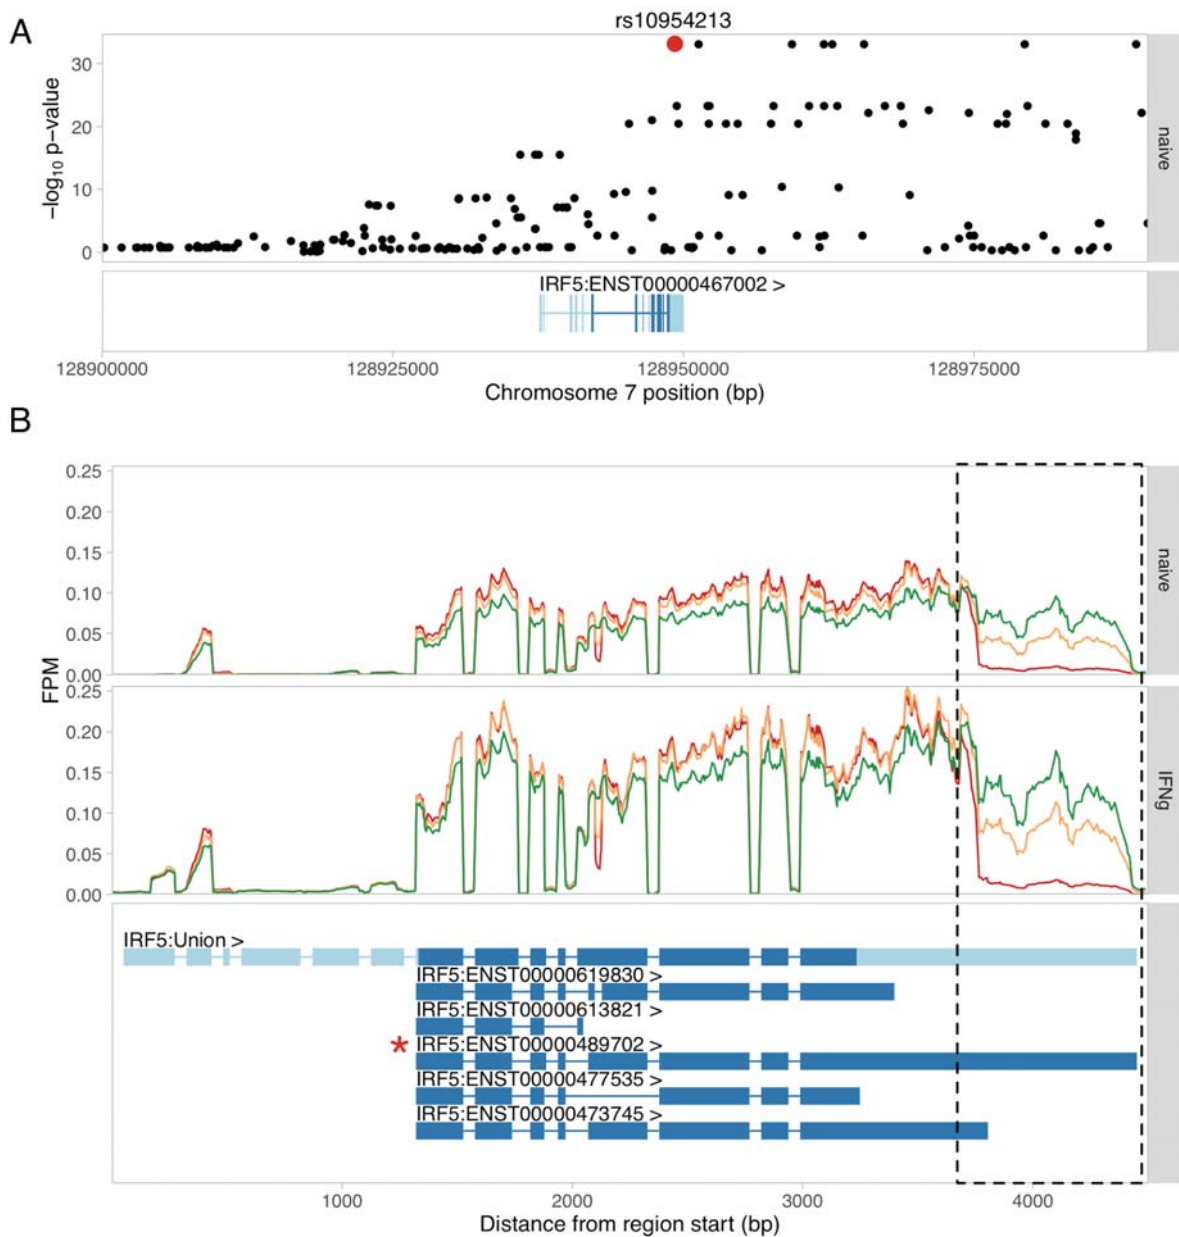 A
rs10954213
30
20
10
0
−log10 p−value
naive
IRF5:ENST00000467002 >
128900000 128925000 128950000 128975000
Chromosome 7 position (bp)
B
0.25
0.20
0.15
0.10
0.05
0.00
naive
FPM
0.25
0.20
0.15
0.10
0.05
0.00
IFNg
IRF5:Union >
IRF5:ENST00000619830 >
IRF5:ENST00000613821 >
* IRF5:ENST00000489702 >
IRF5:ENST00000477535 >
IRF5:ENST00000473745 >
1000 2000 3000 4000
Distance from region start (bp)